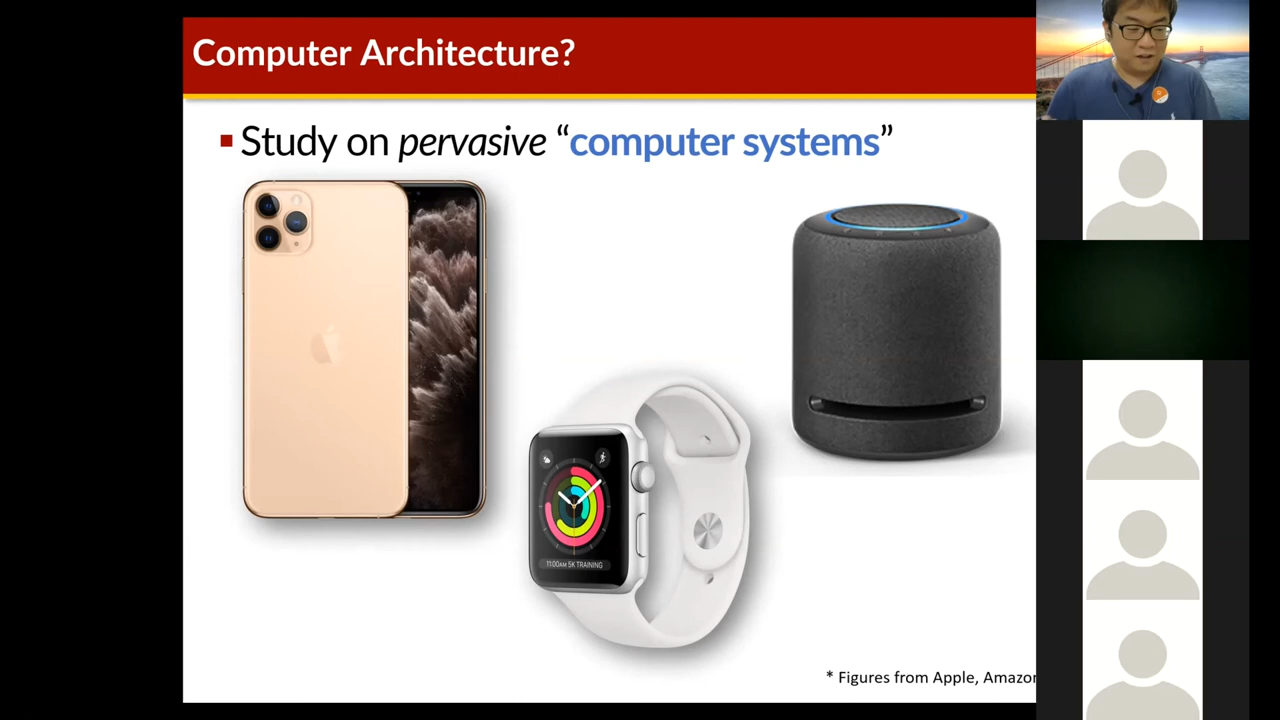 Computer Architecture?
Study on pervasive “computer systems”
11:00AM 5K TRAINING
* Figures from Apple, Amazon